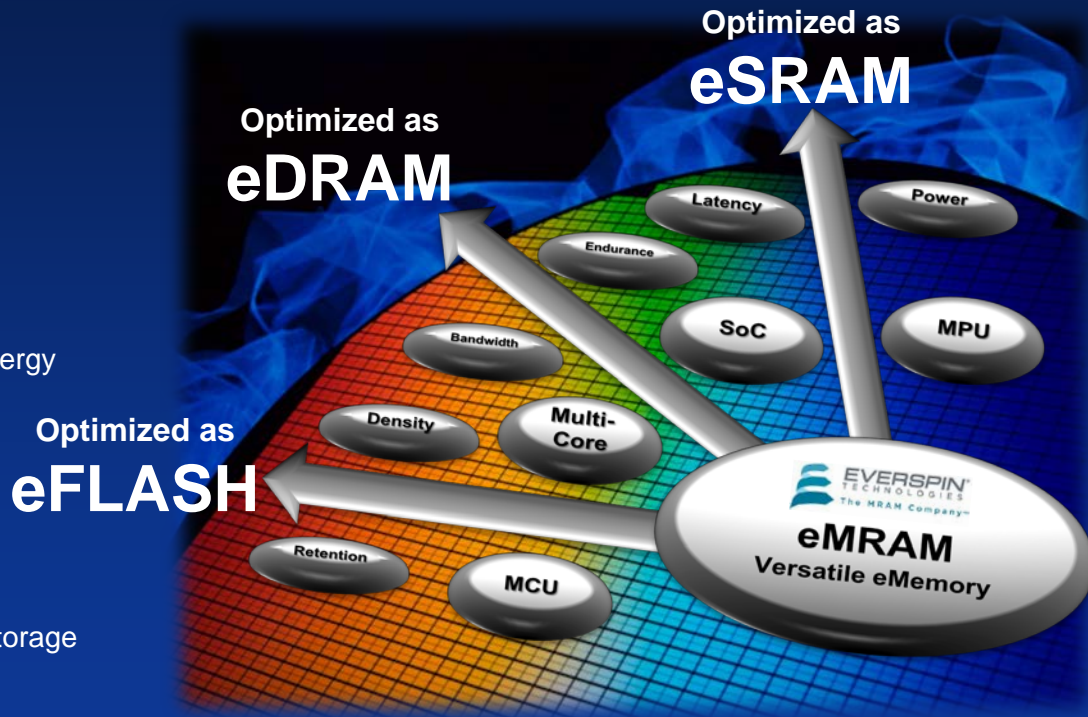 Optimized as
eSRAM
Optimized as
eDRAM
Latency
Power
Endurance
SoC
MPU
Bandwidth
ergy
Density
Multi-
Core
Optimized as
eFLASH
EVERSPIN
TECHNOLOGIES
The MRAM Company℠
eMRAM
Versatile eMemory
Retention
MCU
torage